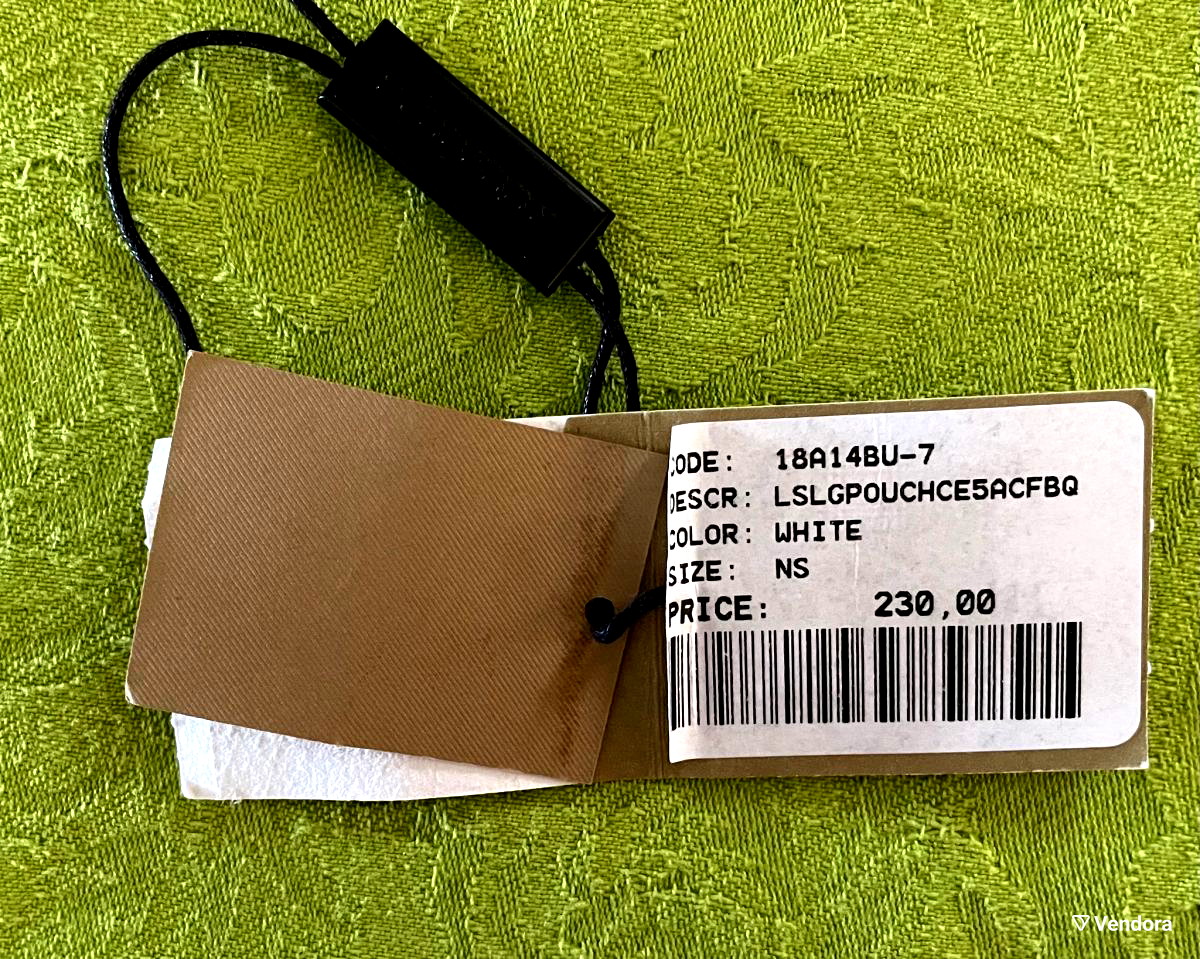 CODE: 18A14BU-7
DESCR: LSLGPOUCHCE5ACFBQ
COLOR: WHITE
SIZE: NS
PRICE: 230,00
Vendora